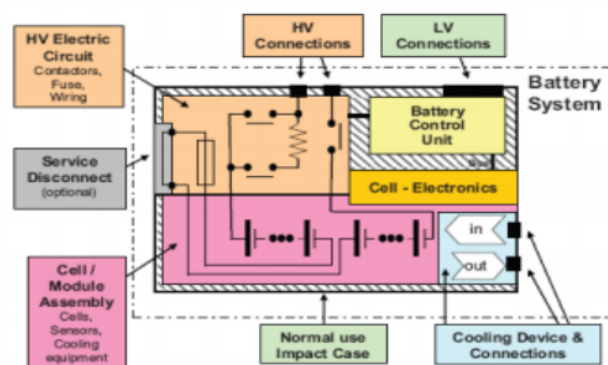 HV Electric
Circuit
Contactors,
Fuse,
Wiring
HV
Connections
LV
Connections
Battery
System
Battery
Control
Unit
Service
Disconnect
(optional)
Cell - Electronics
in
out
Cell /
Module
Assembly
Cells,
Sensors,
Cooling
equipment
Normal use
Impact Case
Cooling Device &
Connections